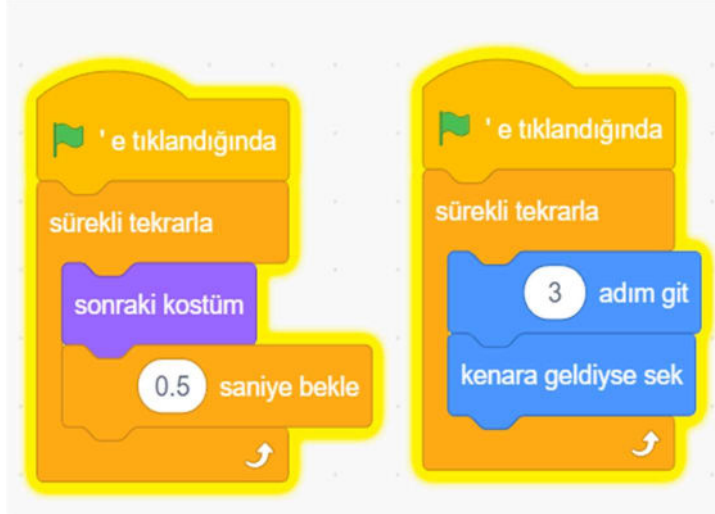 ' e tıklandığında
sürekli tekrarla
sonraki kostüm
0.5 saniye bekle
' e tıklandığında
sürekli tekrarla
3 adım git
kenara geldiyse sek